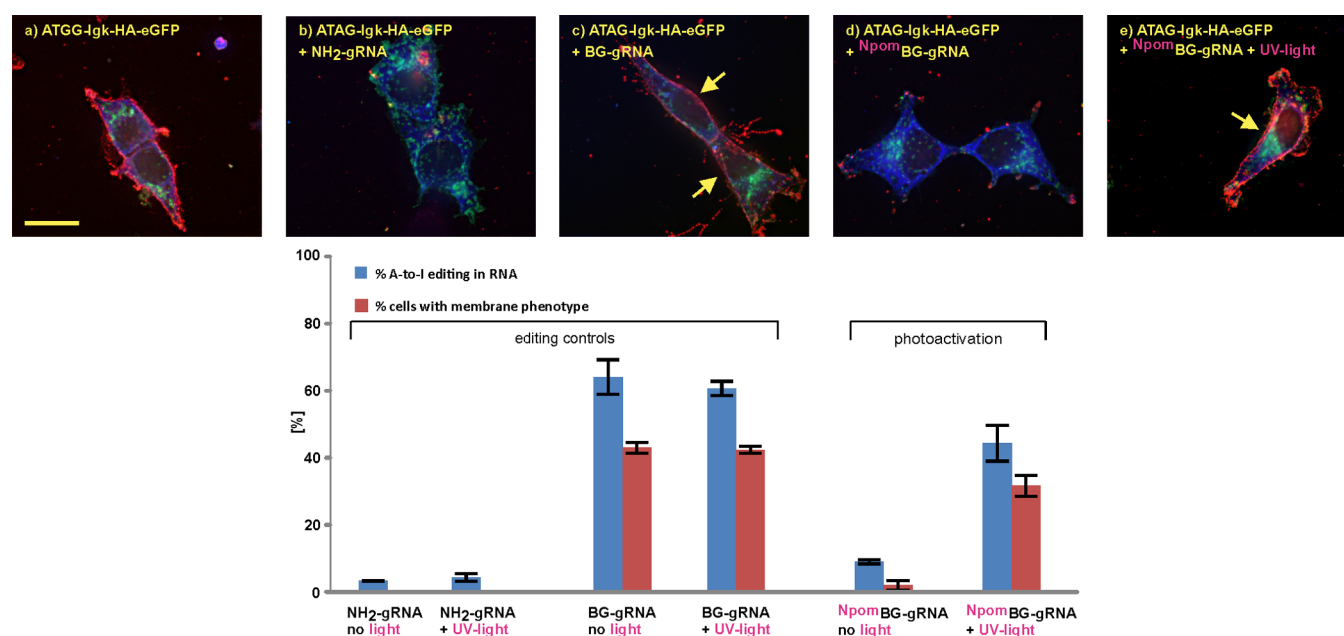 a) ATGG-Igk-HA-eGFP
b) ATAG-Igk-HA-eGFP
+ NH2-gRNA
c) ATAG-Igk-HA-eGFP
+ BG-gRNA
d) ATAG-Igk-HA-eGFP
+ NpomBG-gRNA
e) ATAG-Igk-HA-eGFP
+ NpomBG-gRNA + UV-light
100
80
60
40
20
0
[%]
% A-to-I editing in RNA
% cells with membrane phenotype
editing controls
photoactivation
NH2-gRNA
no light
NH2-gRNA
+ UV-light
BG-gRNA
no light
BG-gRNA
+ UV-light
NpomBG-gRNA
no light
NpomBG-gRNA
+ UV-light